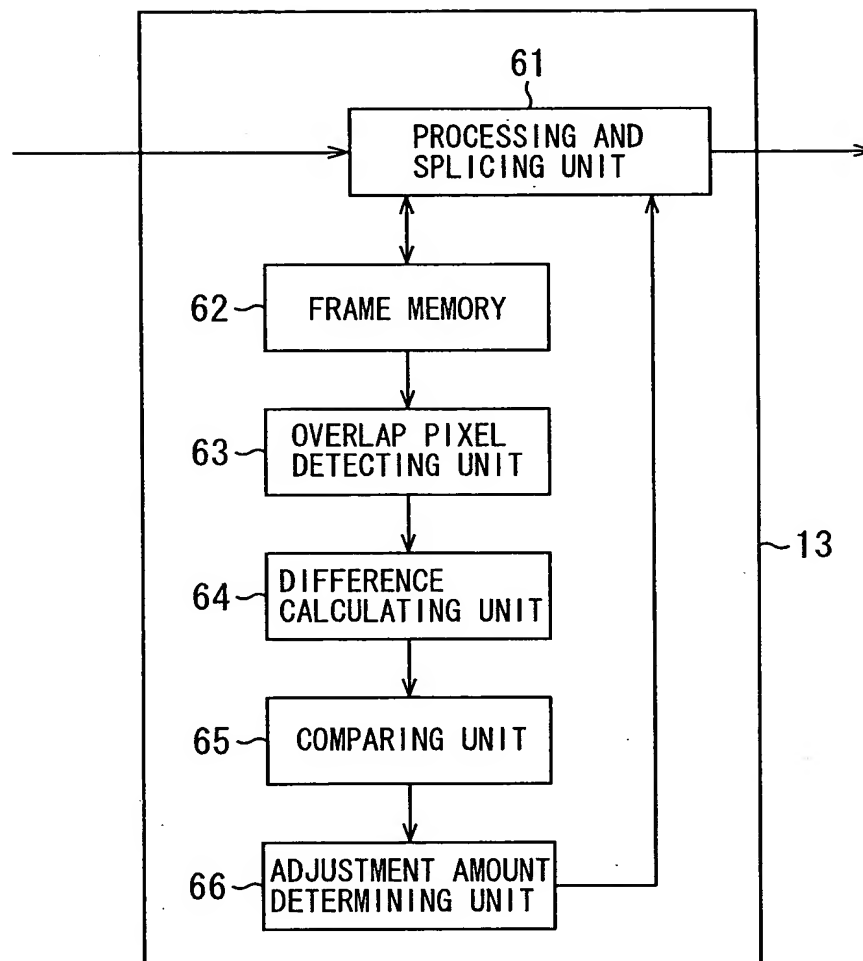 61
PROCESSING AND
SPLICING UNIT
62
FRAME MEMORY
63
OVERLAP PIXEL
DETECTING UNIT
13
64
DIFFERENCE
CALCULATING UNIT
65
COMPARING UNIT
66
ADJUSTMENT AMOUNT
DETERMINING UNIT